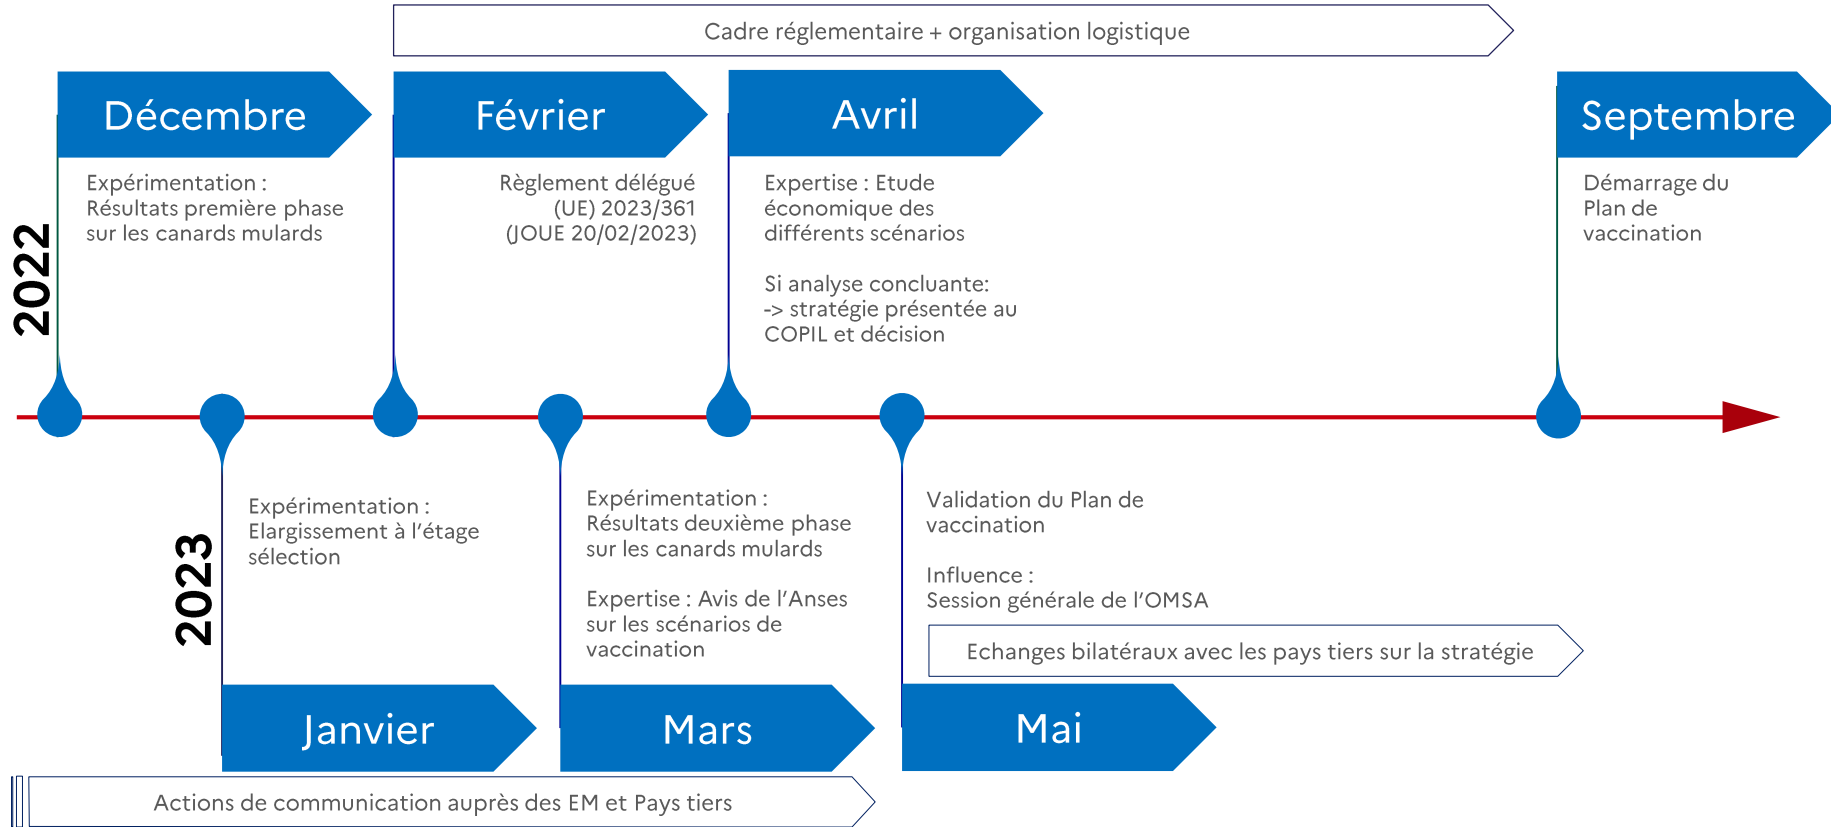 Cadre réglementaire + organisation logistique
Décembre
Février
Avril
Septembre
Expérimentation :
Résultats première phase
sur les canards mulards
Règlement délégué
(UE) 2023/361
(JOUE 20/02/2023)
Expertise : Etude
économique des
différents scénarios
Si analyse concluante:
-> stratégie présentée au
COPIL et décision
Démarrage du
Plan de
vaccination
2022
2023
Expérimentation :
Elargissement à l'étage
sélection
Expérimentation :
Résultats deuxième phase
sur les canards mulards
Expertise : Avis de l'Anses
sur les scénarios de
vaccination
Validation du Plan de
vaccination
Influence :
Session générale de l'OMSA
Echanges bilatéraux avec les pays tiers sur la stratégie
Janvier
Mars
Mai
Actions de communication auprès des EM et Pays tiers